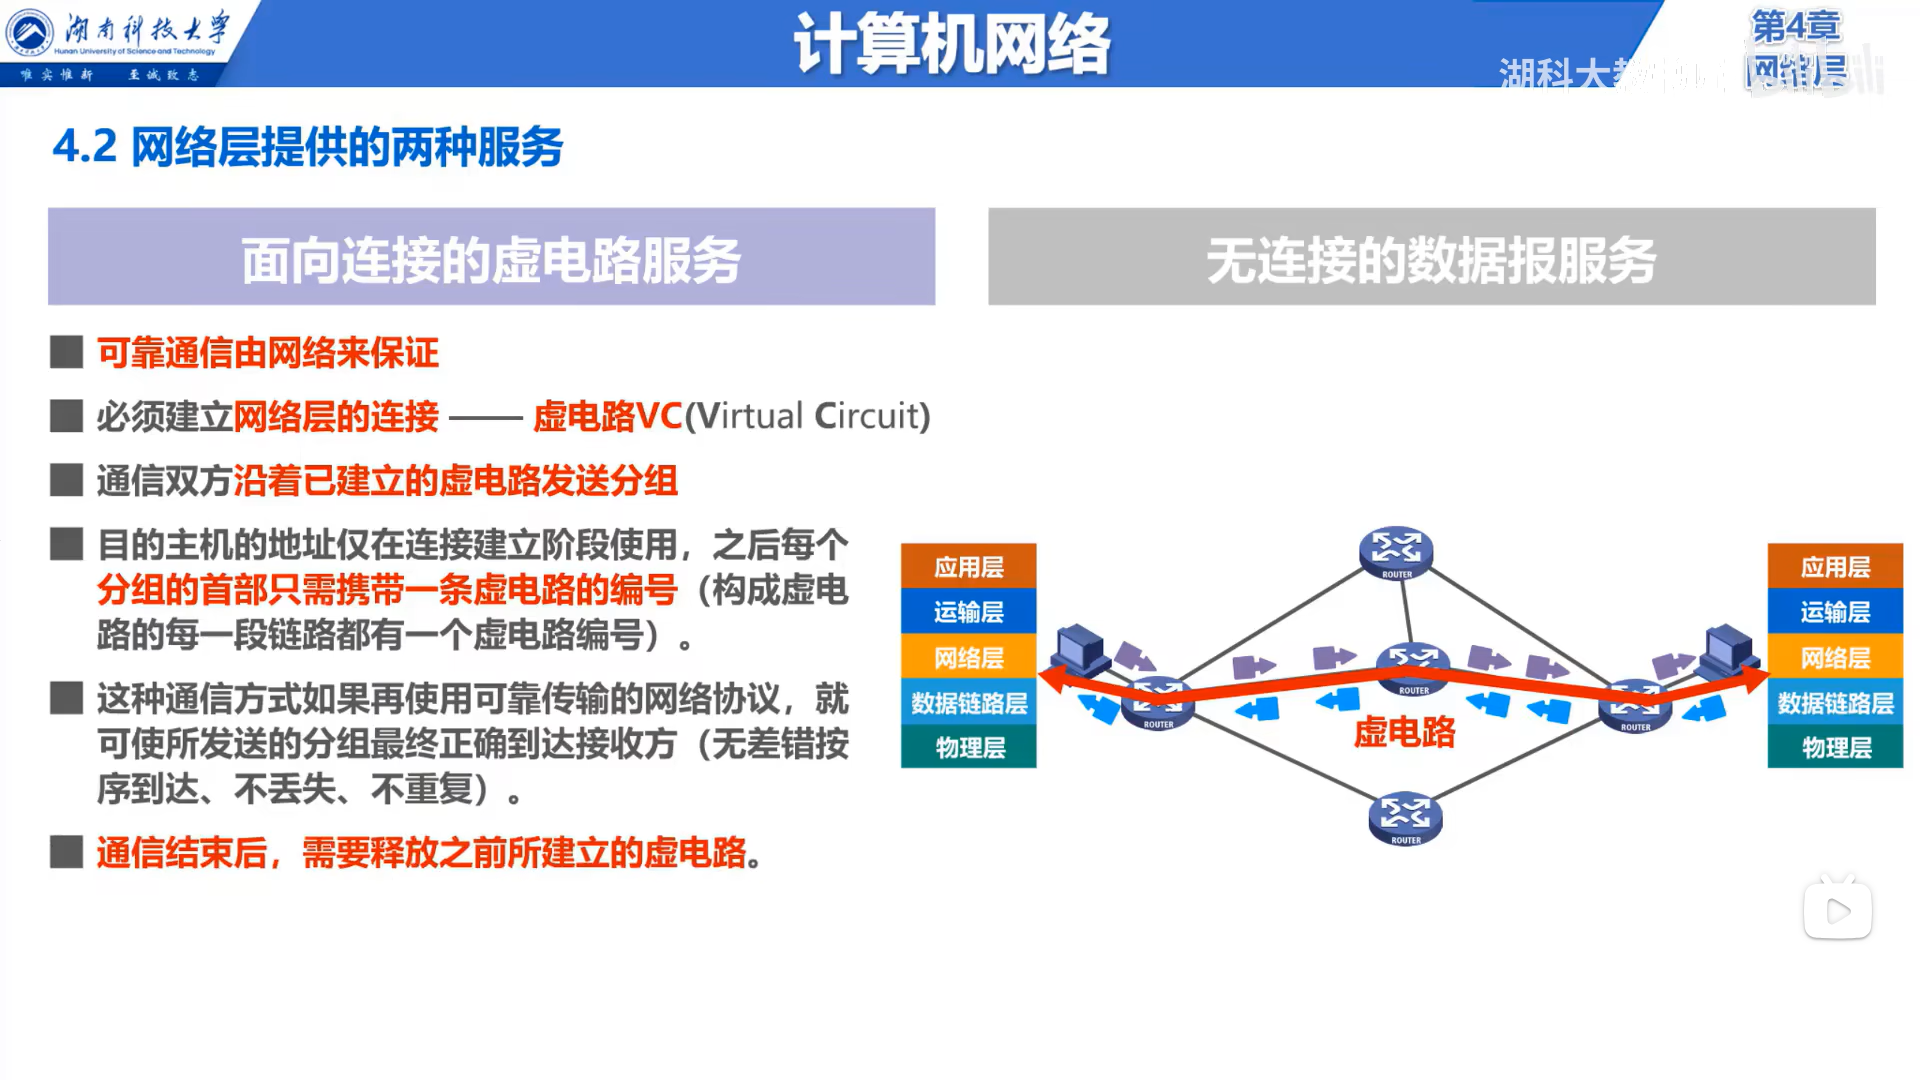 湖南科技大学
Hunan University of Science and Technology
唯实惟新 至诚致志
计算机网络
第4章
网络层
湖科大教
4.2 网络层提供的两种服务
面向连接的虚电路服务
无连接的数据报服务
可靠通信由网络来保证
必须建立网络层的连接 —— 虚电路VC(Virtual Circuit)
通信双方沿着已建立的虚电路发送分组
目的主机的地址仅在连接建立阶段使用，之后每个
分组的首部只需携带一条虚电路的编号（构成虚电
路的每一段链路都有一个虚电路编号）。
这种通信方式如果再使用可靠传输的网络协议，就
可使所发送的分组最终正确到达接收方（无差错按
序到达、不丢失、不重复）。
通信结束后，需要释放之前所建立的虚电路。
应用层
运输层
网络层
数据链路层
物理层
ROUTER
ROUTER
ROUTER
ROUTER
ROUTER
虚电路
应用层
运输层
网络层
数据链路层
物理层